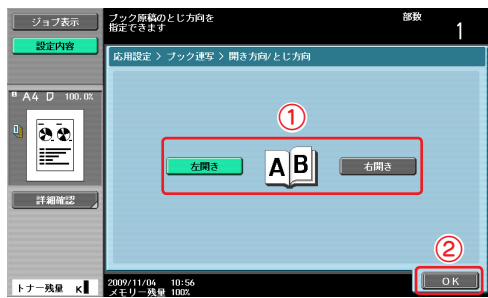 ジョブ表示
設定内容
ブック原稿のとじ方向を
指定できます
部数
1
応用設定 > ブック連写 > 開き方向/とじ方向
A4 100.0%
①
左開き
A B
右開き
詳細確認
②
OK
トナー残量 K
2009/11/04 10:56
メモリー残量 100%